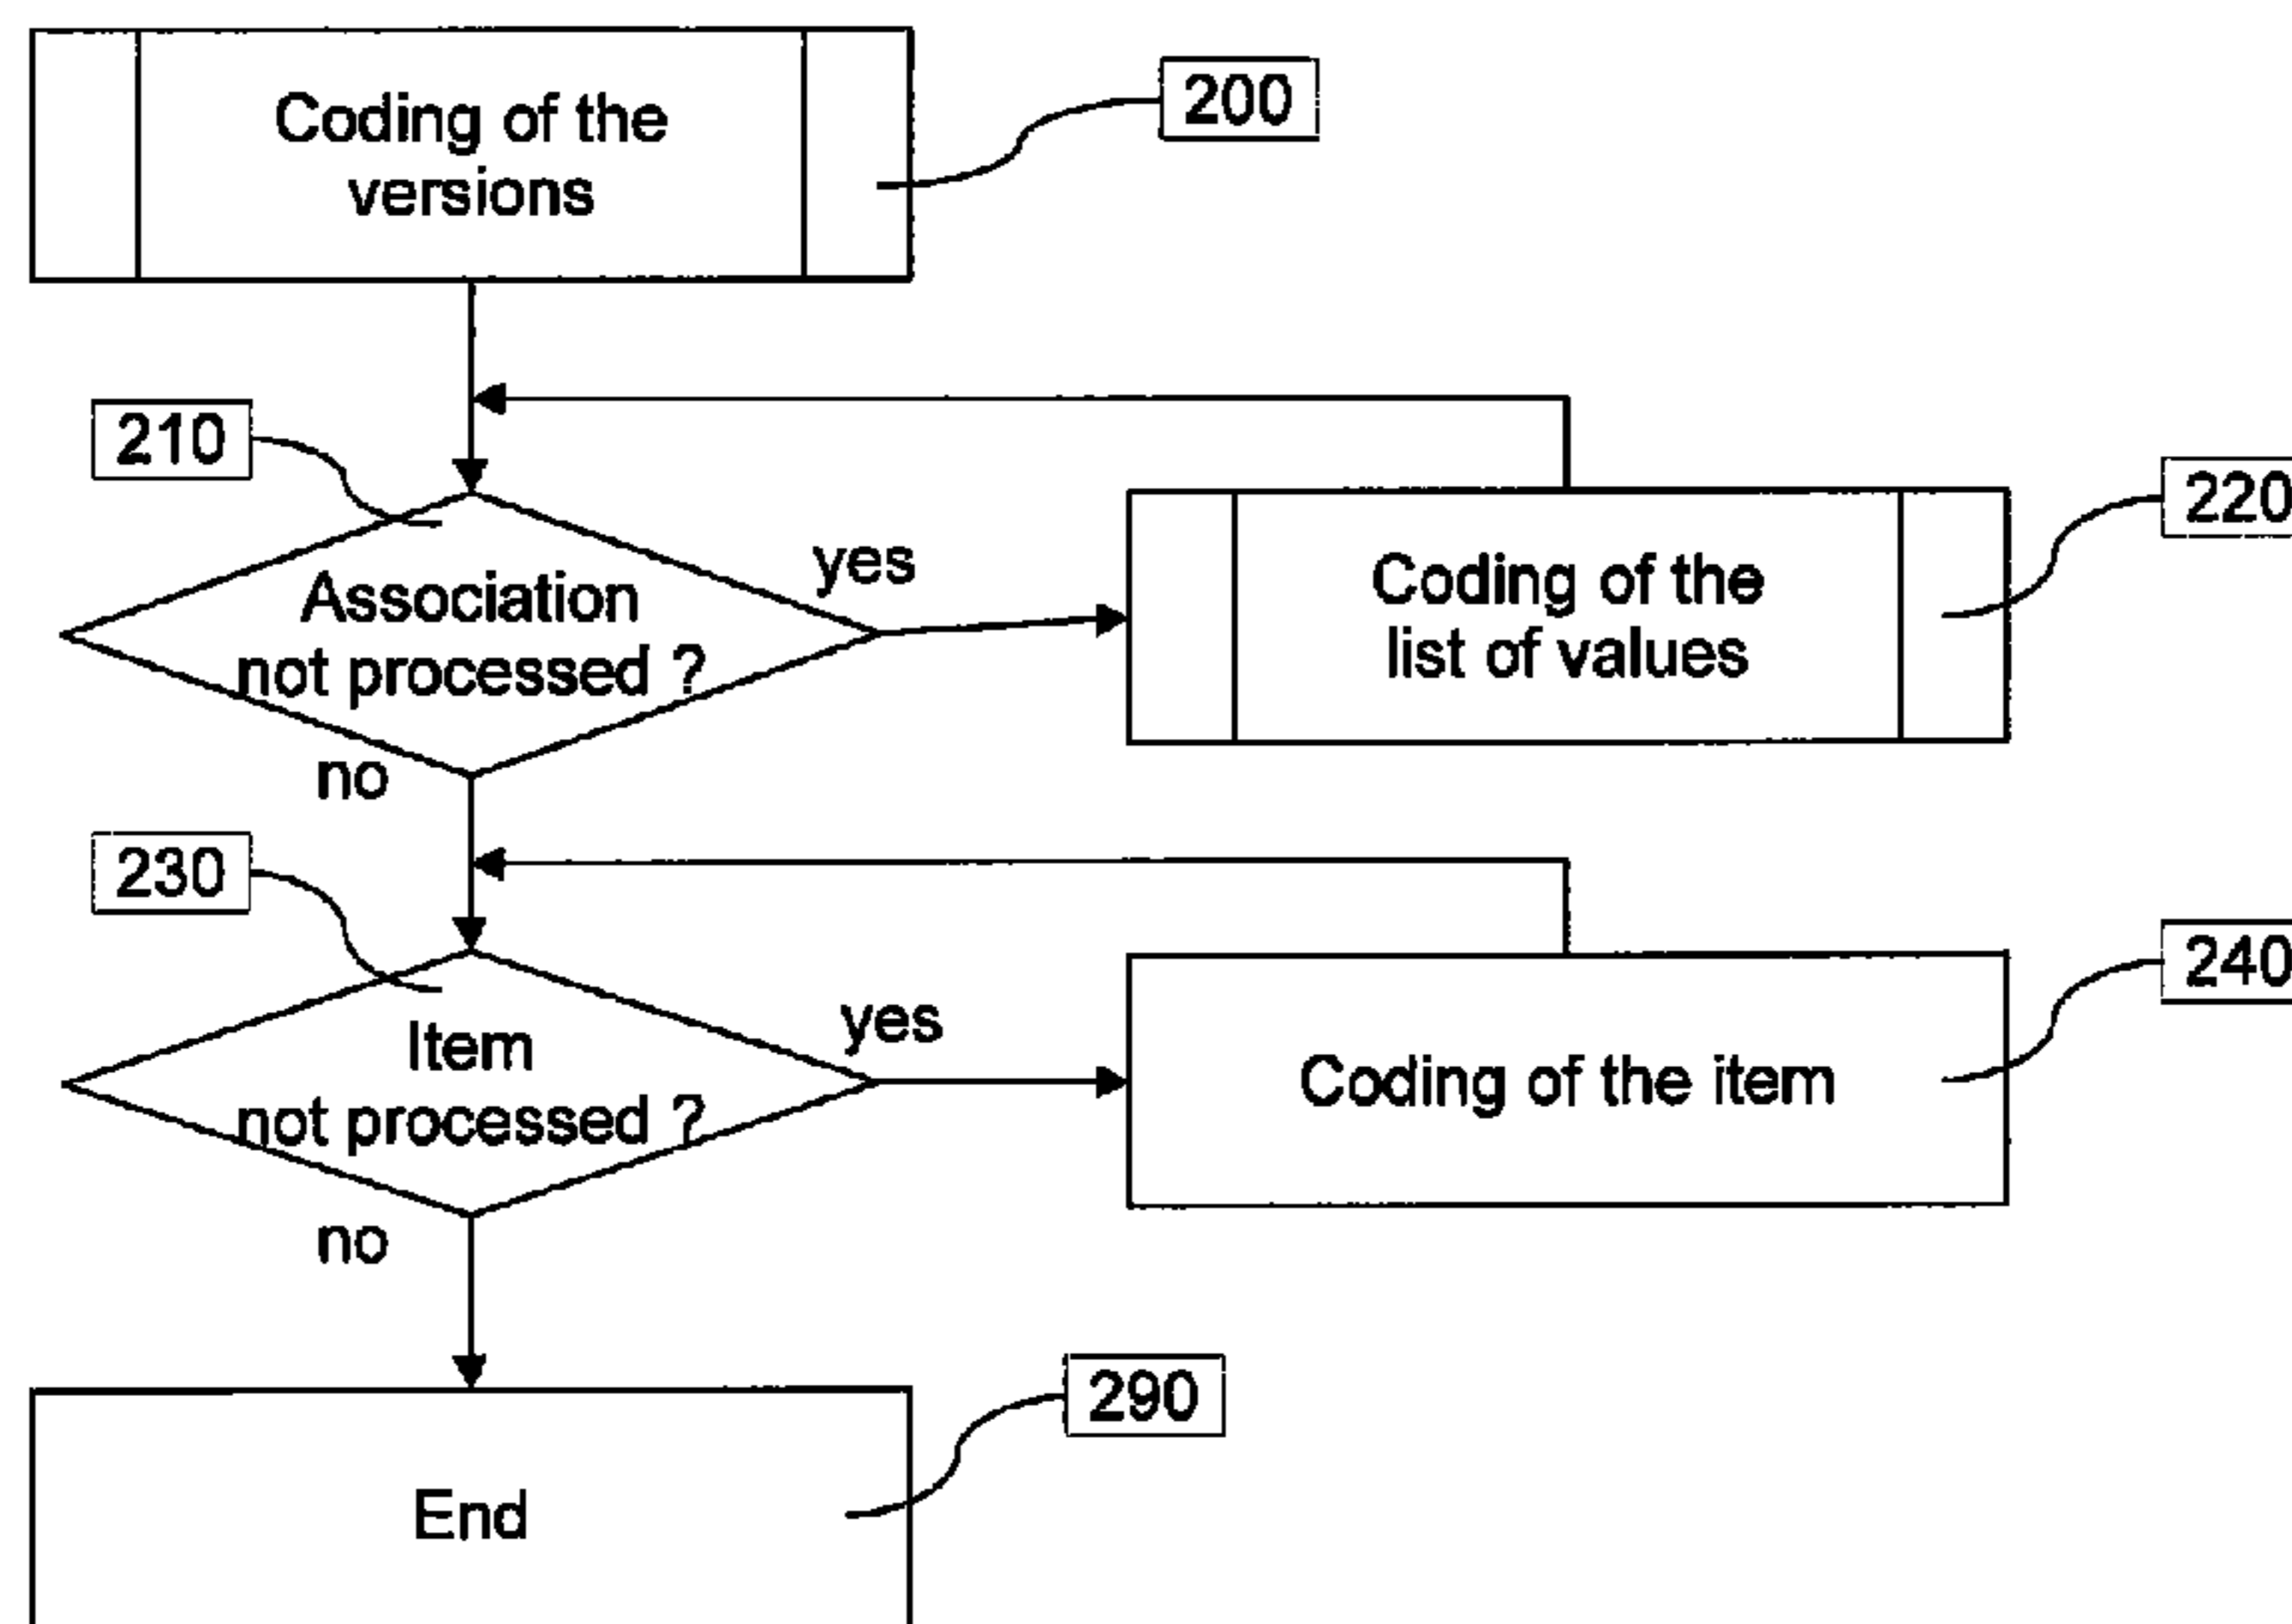 Coding of the
versions
200
210
Association
not processed ?
yes
Coding of the
list of values
220
no
230
Item
not processed ?
yes
Coding of the item
240
no
End
290